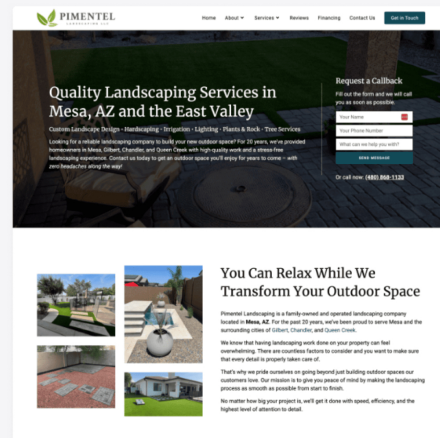 PIMENTEL
LANDSCAPING LLC
Home About Services Reviews Financing Contact Us Get in Touch
Quality Landscaping Services in
Mesa, AZ and the East Valley
Custom Landscape Design - Hardscaping - Irrigation - Lighting - Plants & Rock - Tree Services
Looking for a reliable landscaping company to build your new outdoor space? For 20 years, we've provided
homeowners in Mesa, Gilbert, Chandler, and Queen Creek with high-quality work and a stress-free
landscaping experience. Contact us today to get an outdoor space you'll enjoy for years to come – with
zero headaches along the way!
Request a Callback
Fill out the form and we will call
you as soon as possible.
Your Name
Your Phone Number
What can we help you with?
SEND MESSAGE
Or call now: (480) 868-1133
You Can Relax While We
Transform Your Outdoor Space
Pimentel Landscaping is a family-owned and operated landscaping company
located in Mesa, AZ. For the past 20 years, we've been proud to serve Mesa and the
surrounding cities of Gilbert, Chandler, and Queen Creek.
We know that having landscaping work done on your property can feel
overwhelming. There are countless factors to consider and you want to make sure
that every detail is properly taken care of.
That's why we pride ourselves on going beyond just building outdoor spaces our
customers love. Our mission is to give you peace of mind by making the landscaping
process as smooth as possible from start to finish.
No matter how big your project is, we'll get it done with speed, efficiency, and the
highest level of attention to detail.